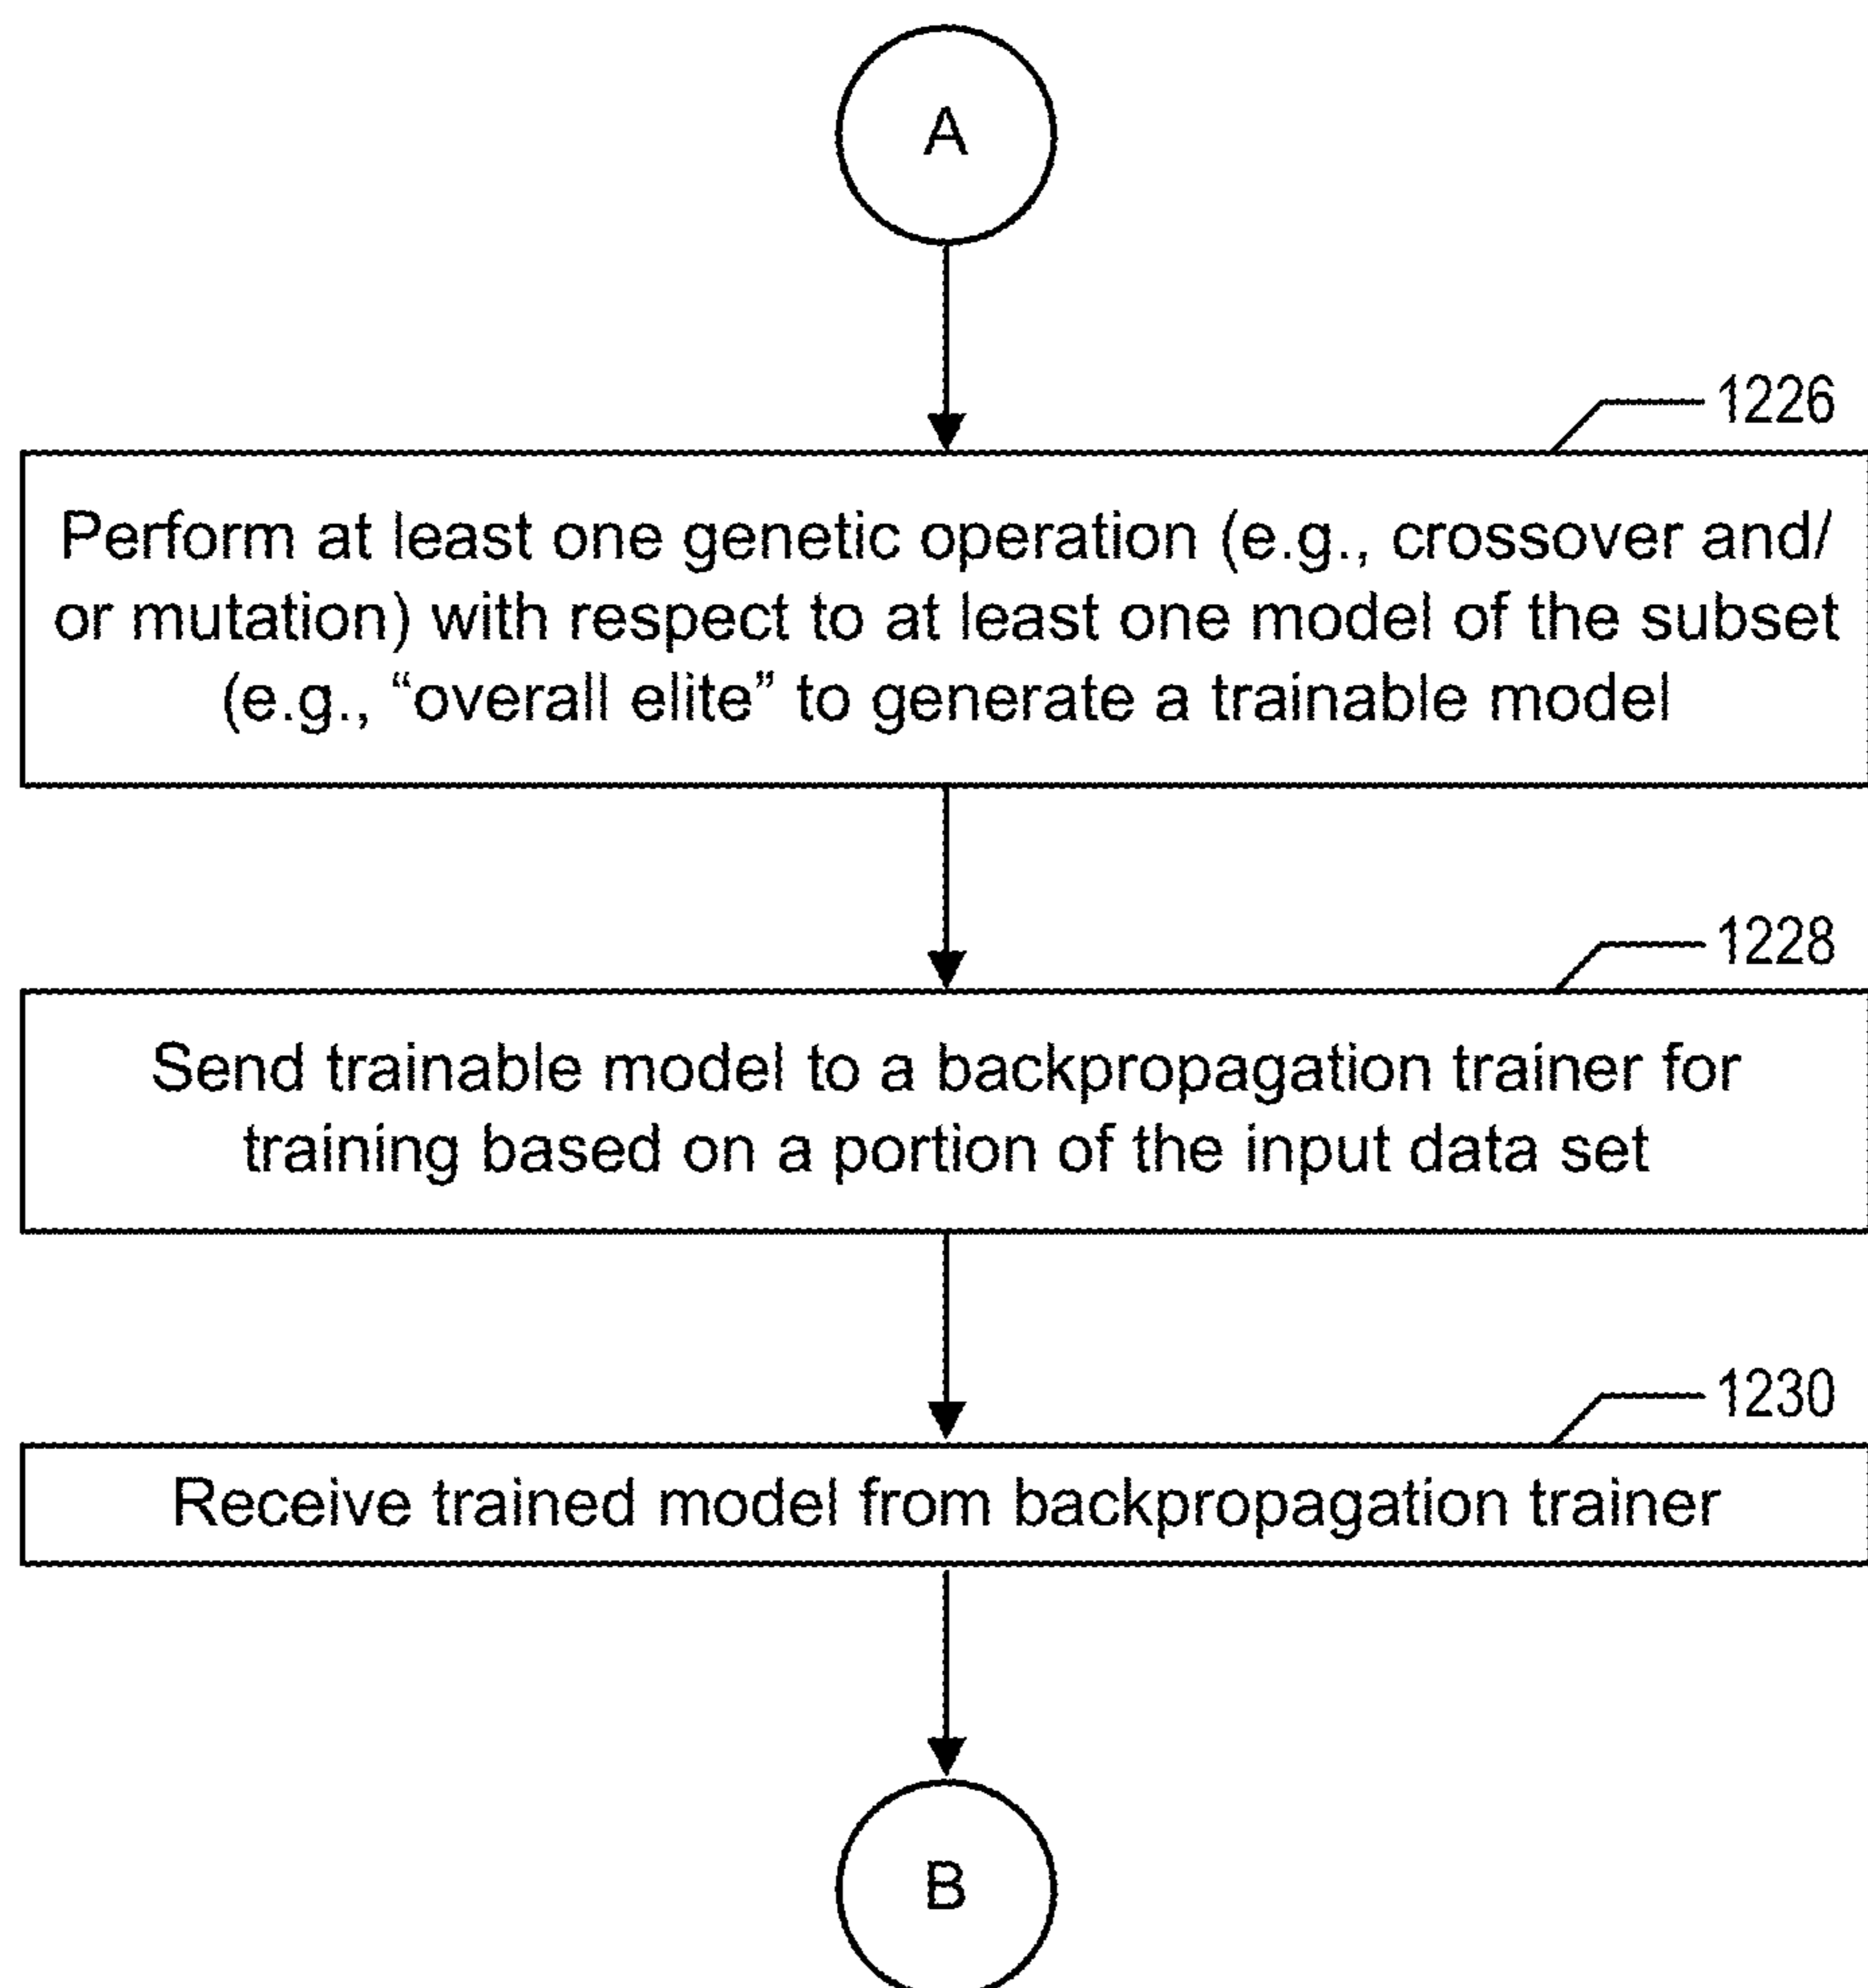 A
1226
Perform at least one genetic operation (e.g., crossover and/
or mutation) with respect to at least one model of the subset
(e.g., “overall elite” to generate a trainable model
1228
Send trainable model to a backpropagation trainer for
training based on a portion of the input data set
1230
Receive trained model from backpropagation trainer
B